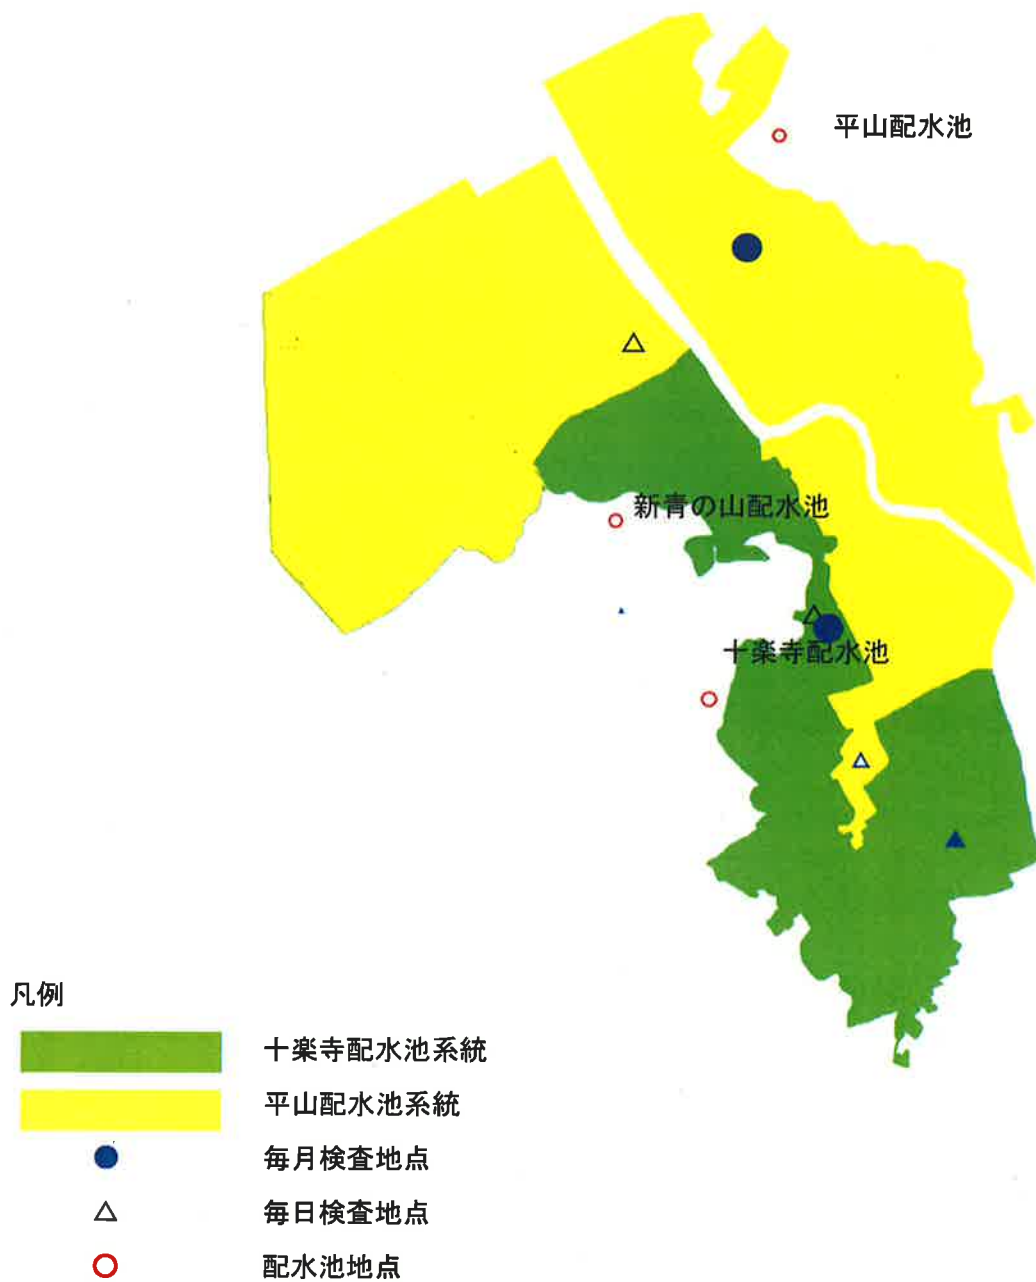 平山配水池
新青の山配水池
十楽寺配水池
凡例
十楽寺配水池系統
平山配水池系統
毎月検査地点
毎日検査地点
配水池地点